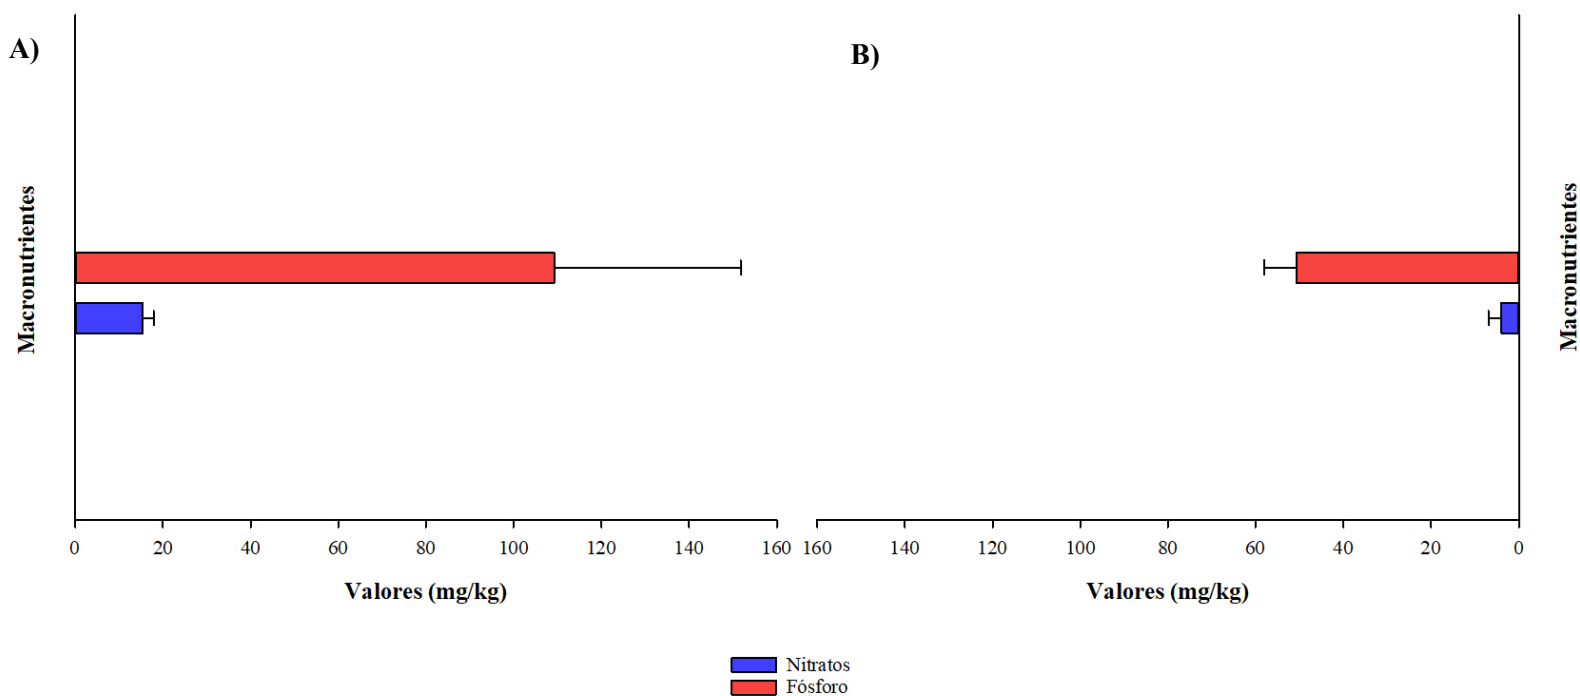 A)
Macronutrientes
0 20 40 60 80 100 120 140 160
Valores (mg/kg)
B)
Macronutrientes
160 140 120 100 80 60 40 20 0
Valores (mg/kg)
Nitratos
Fósforo